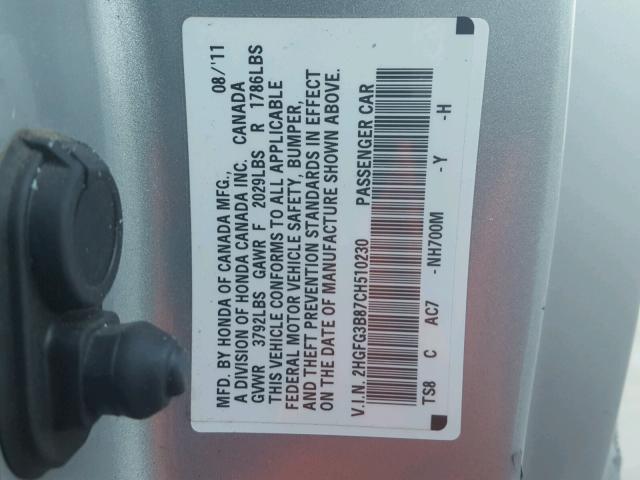 MFD. BY HONDA OF CANADA MFG., 08/'11
A DIVISION OF HONDA CANADA INC. CANADA
GVWR 3792LBS GAWR F 2029LBS R 1786LBS
THIS VEHICLE CONFORMS TO ALL APPLICABLE
FEDERAL MOTOR VEHICLE SAFETY, BUMPER,
AND THEFT PREVENTION STANDARDS IN EFFECT
ON THE DATE OF MANUFACTURE SHOWN ABOVE.
V.I.N. 2HGFG3B87CH510230 PASSENGER CAR
TS8 C AC7 -NH700M -Y -H